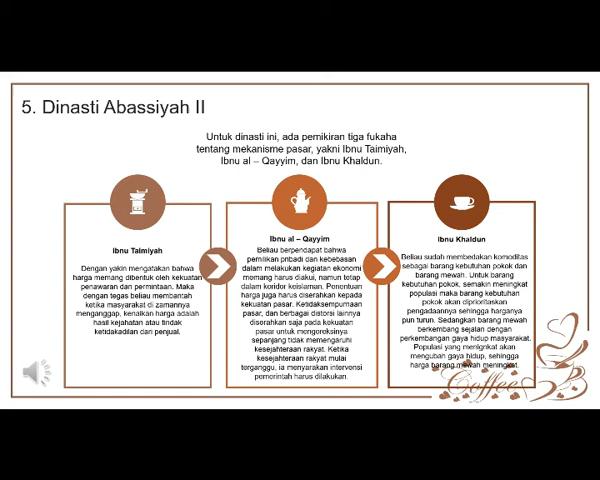 5. Dinasti Abassiyah II
Untuk dinasti ini, ada pemikiran tiga fukaha
tentang mekanisme pasar, yakni Ibnu Taimiyah,
Ibnu al – Qayyim, dan Ibnu Khaldun.
Ibnu Taimiyah
Dengan yakin mengatakan bahwa
harga memang dibentuk oleh kekuatan
penawaran dan permintaan. Maka
dengan tegas beliau membantah
ketika masyarakat di zamannya
menganggap, kenaikan harga adalah
hasil kejahatan atau tindak
ketidakadilan dari penjual.
Ibnu al – Qayyim
Beliau berpendapat bahwa
pemilikan pribadi dan kebebasan
dalam melakukan kegiatan ekonomi
memang harus diakui, namun tetap
dalam koridor keislaman. Penentuan
harga juga harus diserahkan kepada
kekuatan pasar. Ketidaksempurnaan
pasar, dan berbagai distorsi lainnya
diserahkan saja pada kekuatan
pasar untuk mengoreksinya
sepanjang tidak memengaruhi
kesejahteraan rakyat. Ketika
kesejahteraan rakyat mulai
terganggu, ia menyarakan intervensi
pemerintah harus dilakukan.
Ibnu Khaldun
Beliau sudah membedakan komoditas
sebagai barang kebutuhan pokok dan
barang mewah. Untuk barang
kebutuhan pokok, semakin meningkat
populasi maka barang kebutuhan
pokok akan diprioritaskan
pengadaannya sehingga harganya
pun turun. Sedangkan barang mewah
berkembang sejalan dengan
perkembangan gaya hidup masyarakat.
Populasi yang meningkat akan
mengubah gaya hidup, sehingga
harga barang mewah meningkat.
Coffee